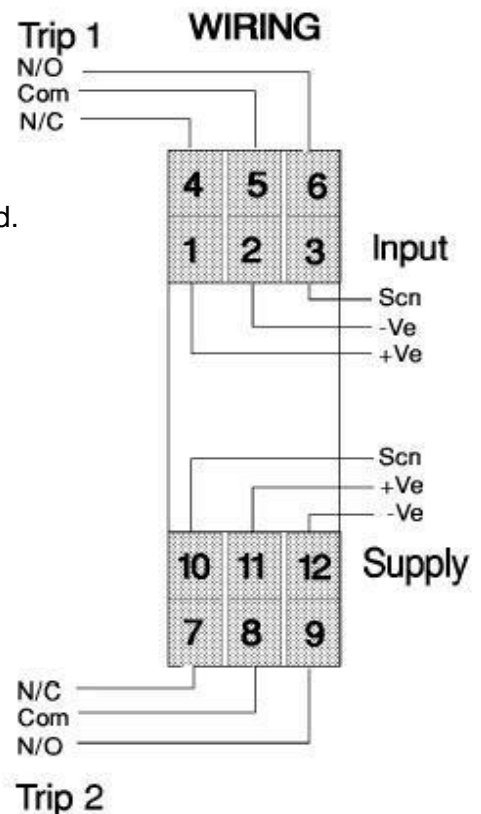 WIRING
Trip 1
N/O
Com
N/C
4 5 6
d.
1 2 3
Input
Scn
-Ve
+Ve
Scn
+Ve
-Ve
10 11 12
Supply
7 8 9
N/C
Com
N/O
Trip 2